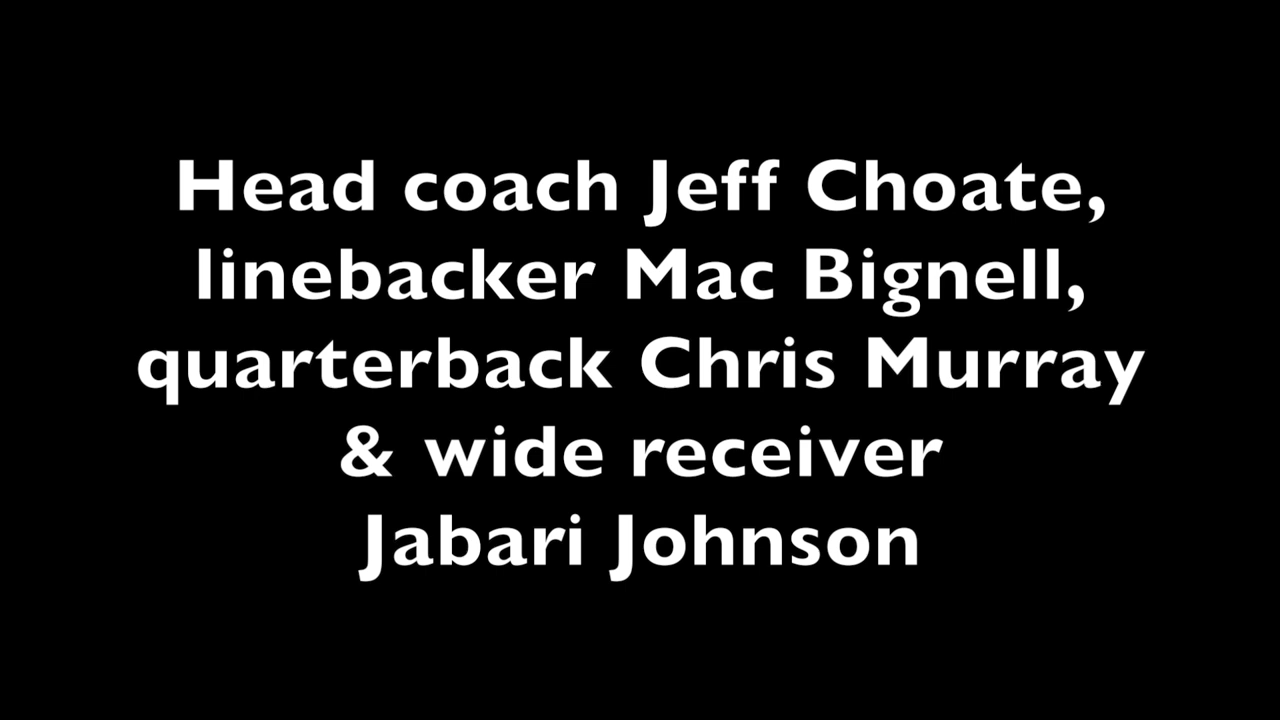 Head coach Jeff Choate,
linebacker Mac Bignell,
quarterback Chris Murray
& wide receiver
Jabari Johnson